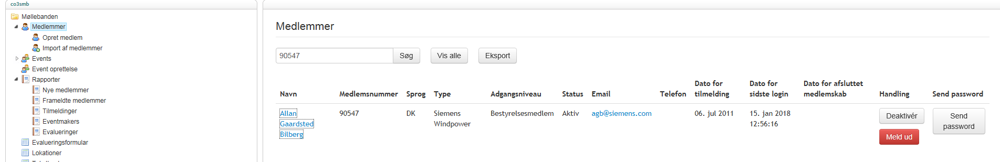 co3smb
Møllebanden
Medlemmer
Opret medlem
Import af medlemmer
Events
Event oprettelse
Rapporter
Nye medlemmer
Frameldte medlemmer
Tilmeldinger
Eventmakers
Evalueringer
Evalueringsformular
Lokationer
Medlemmer
90547 Søg Vis alle Eksport
Navn Medlemsnummer Sprog Type Adgangsniveau Status Email Telefon Dato for tilmelding Dato for sidste login Dato for afsluttet medlemskab Handling Send password
Allan Gaardsted Bilberg 90547 DK Siemens Windpower Bestyrelsesmedlem Aktiv agb@siemens.com 06. jul 2011 15. jan 2018 12:56:16 Deaktivér Meld ud Send password